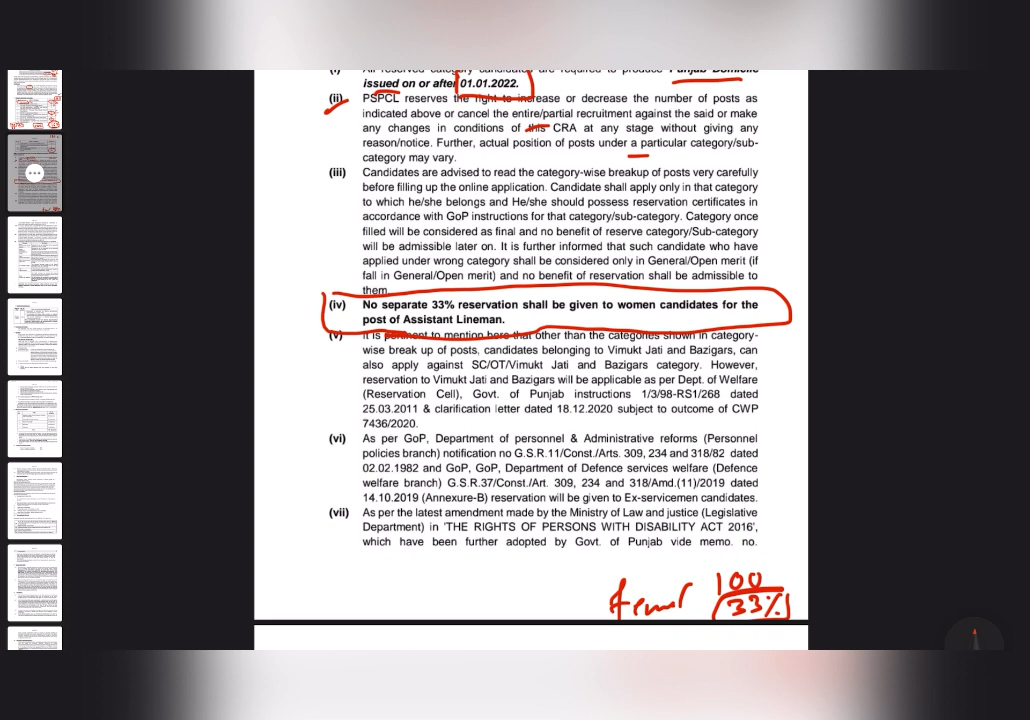 (i) All reserved category candidates are required to produce Punjab Domicile
issued on or after 01.01.2022.
(ii) PSPCL reserves the right to increase or decrease the number of posts as
indicated above or cancel the entire/partial recruitment against the said or make
any changes in conditions of this CRA at any stage without giving any
reason/notice. Further, actual position of posts under a particular category/sub-
category may vary.
(iii) Candidates are advised to read the category-wise breakup of posts very carefully
before filling up the online application. Candidate shall apply only in that category
to which he/she belongs and He/she should possess reservation certificates in
accordance with GoP instructions for that category/sub-category. Category once
filled will be considered as final and no benefit of reserve category/Sub-category
will be admissible later on. It is further informed that such candidate who have
applied under wrong category shall be considered only in General/Open merit (if
fall in General/Open merit) and no benefit of reservation shall be admissible to
them
(iv) No separate 33% reservation shall be given to women candidates for the
post of Assistant Lineman.
(v) It is pertinent to mention here that other than the categories shown in category-
wise break up of posts, candidates belonging to Vimukt Jati and Bazigars, can
also apply against SC/OT/Vimukt Jati and Bazigars category. However,
reservation to Vimukt Jati and Bazigars will be applicable as per Dept. of Welfare
(Reservation Cell), Govt. of Punjab instructions 1/3/98-RS1/268 dated
25.03.2011 & clarification letter dated 18.12.2020 subject to outcome of CWP
7436/2020.
(vi) As per GoP, Department of personnel & Administrative reforms (Personnel
policies branch) notification no G.S.R.11/Const./Arts. 309, 234 and 318/82 dated
02.02.1982 and GoP, GoP, Department of Defence services welfare (Defence
welfare branch) G.S.R.37/Const./Art. 309, 234 and 318/Amd.(11)/2019 dated
14.10.2019 (Annexure-B) reservation will be given to Ex-servicemen candidates.
(vii) As per the latest amendment made by the Ministry of Law and justice (Legislative
Department) in 'THE RIGHTS OF PERSONS WITH DISABILITY ACT 2016',
which have been further adopted by Govt. of Punjab vide memo. no.
100
33%